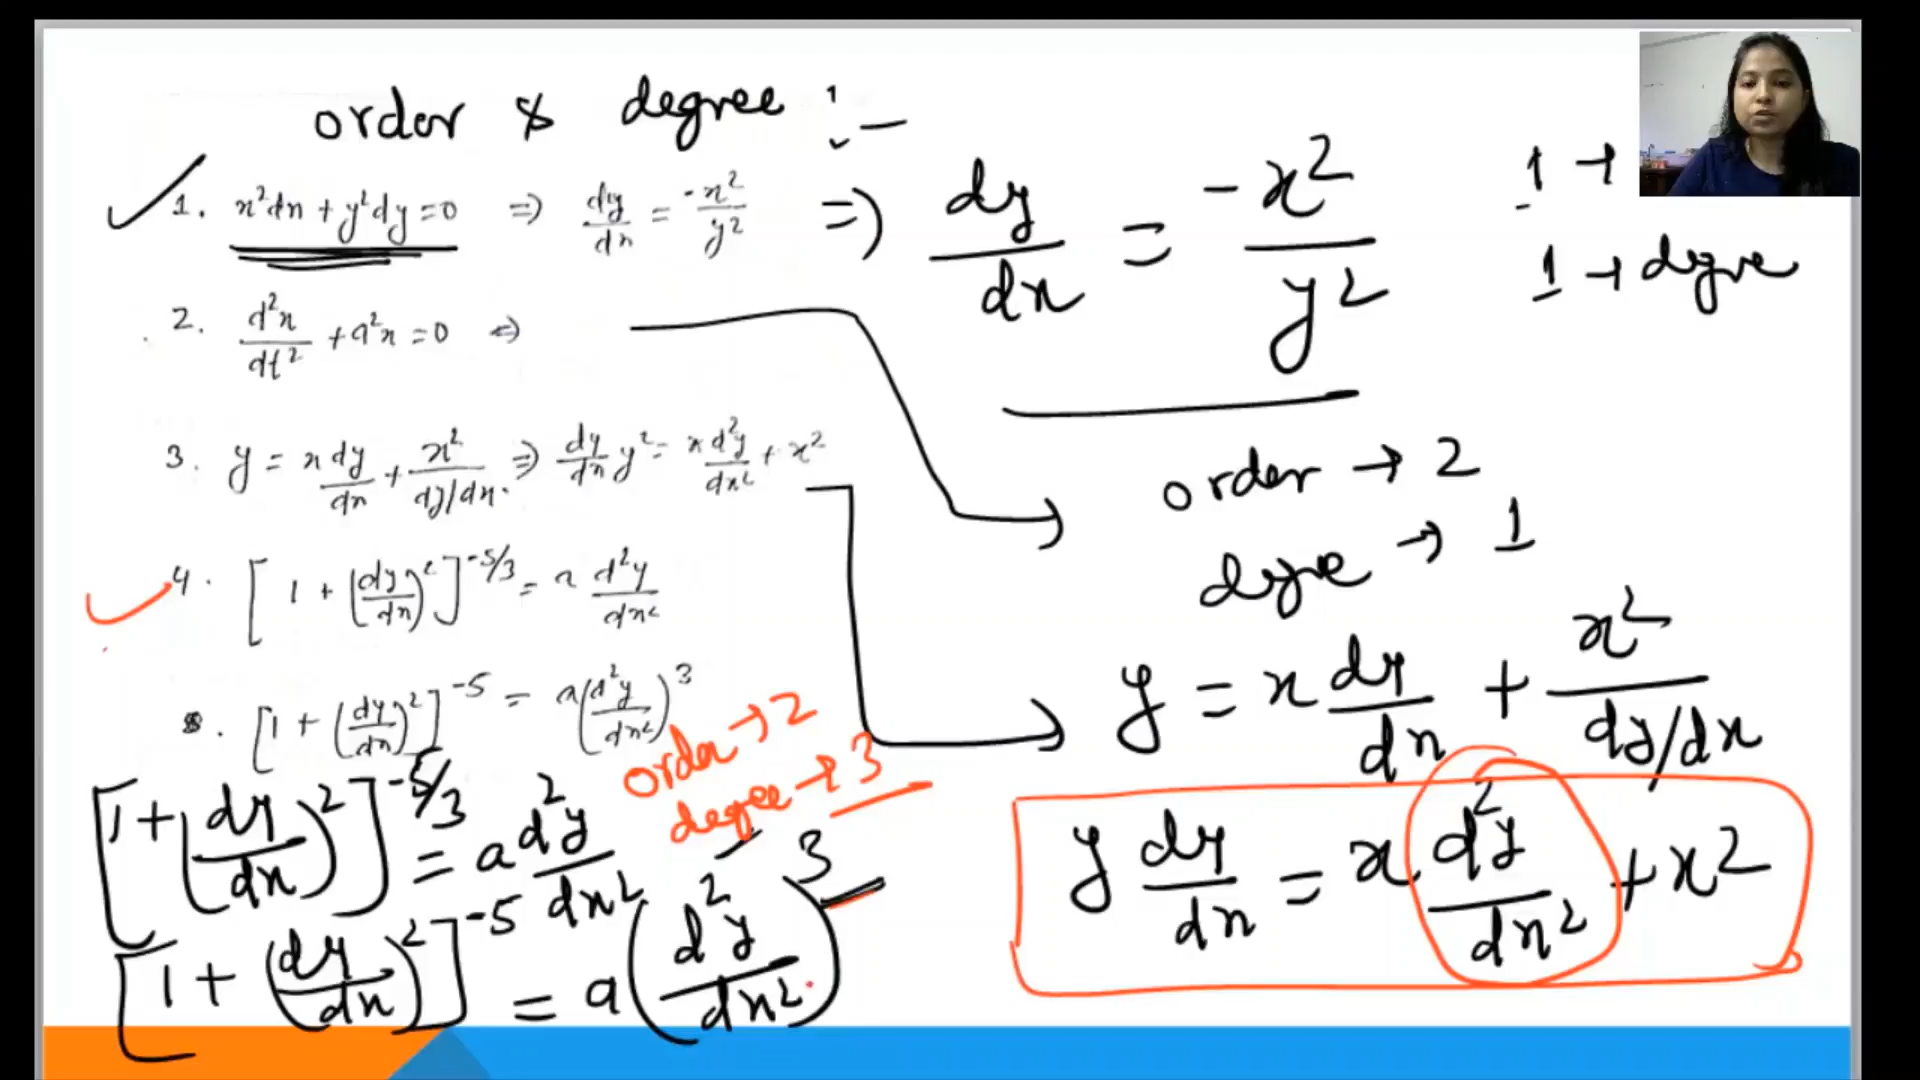 order & degree :-
1. x²dx + y²dy = 0 ⇒ dy/dx = -x²/y² ⇒ dy/dx = -x²/y²
1 →
1 → degree
2. d²x/dt² + a²x = 0 ⇒
order → 2
degree → 1
3. y = x dy/dx + x²/(dy/dx) ⇒ dy/dx y² = x d²y/dx² + x²
4. [1 + (dy/dx)²]^(-5/3) = a d²y/dx²
5. [1 + (dy/dx)²]^(-5) = a(d²y/dx²)³
order → 2
degree → 3
[1 + (dy/dx)²]^(-5/3) = a d²y/dx²
[1 + (dy/dx)²]^(-5) = a(d²y/dx²)³
y = x dy/dx + x²/(dy/dx)
y dy/dx = x d²y/dx² + x²